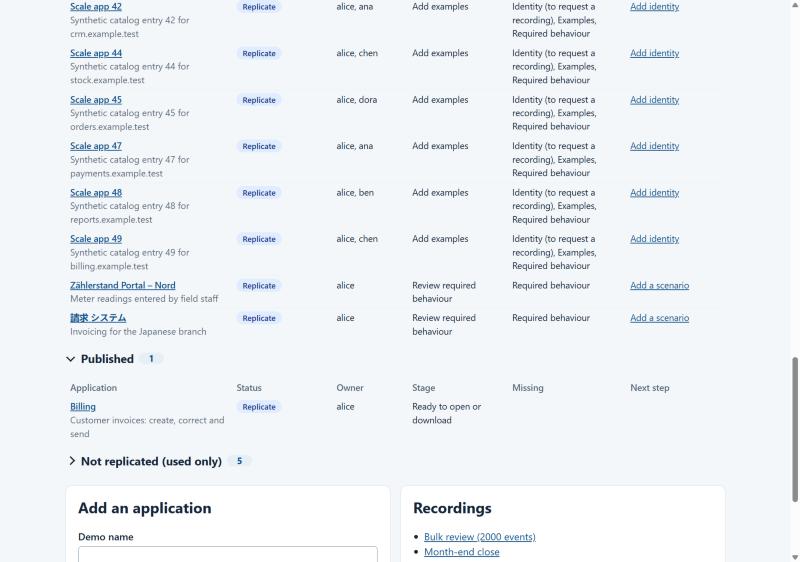 Scale app 42 Replicate alice, ana Add examples Identity (to request a Add identity
Synthetic catalog entry 42 for recording), Examples,
crm.example.test Required behaviour
Scale app 44 Replicate alice, chen Add examples Identity (to request a Add identity
Synthetic catalog entry 44 for recording), Examples,
stock.example.test Required behaviour
Scale app 45 Replicate alice, dora Add examples Identity (to request a Add identity
Synthetic catalog entry 45 for recording), Examples,
orders.example.test Required behaviour
Scale app 47 Replicate alice, ana Add examples Identity (to request a Add identity
Synthetic catalog entry 47 for recording), Examples,
payments.example.test Required behaviour
Scale app 48 Replicate alice, ben Add examples Identity (to request a Add identity
Synthetic catalog entry 48 for recording), Examples,
reports.example.test Required behaviour
Scale app 49 Replicate alice, chen Add examples Identity (to request a Add identity
Synthetic catalog entry 49 for recording), Examples,
billing.example.test Required behaviour
Zählerstand Portal – Nord Replicate alice Review required Required behaviour Add a scenario
Meter readings entered by field staff behaviour
請求 システム Replicate alice Review required Required behaviour Add a scenario
Invoicing for the Japanese branch behaviour
Published 1
Application Status Owner Stage Missing Next step
Billing Replicate alice Ready to open or
Customer invoices: create, correct and download
send
Not replicated (used only) 5
Add an application
Demo name
Recordings
Bulk review (2000 events)
Month-end close